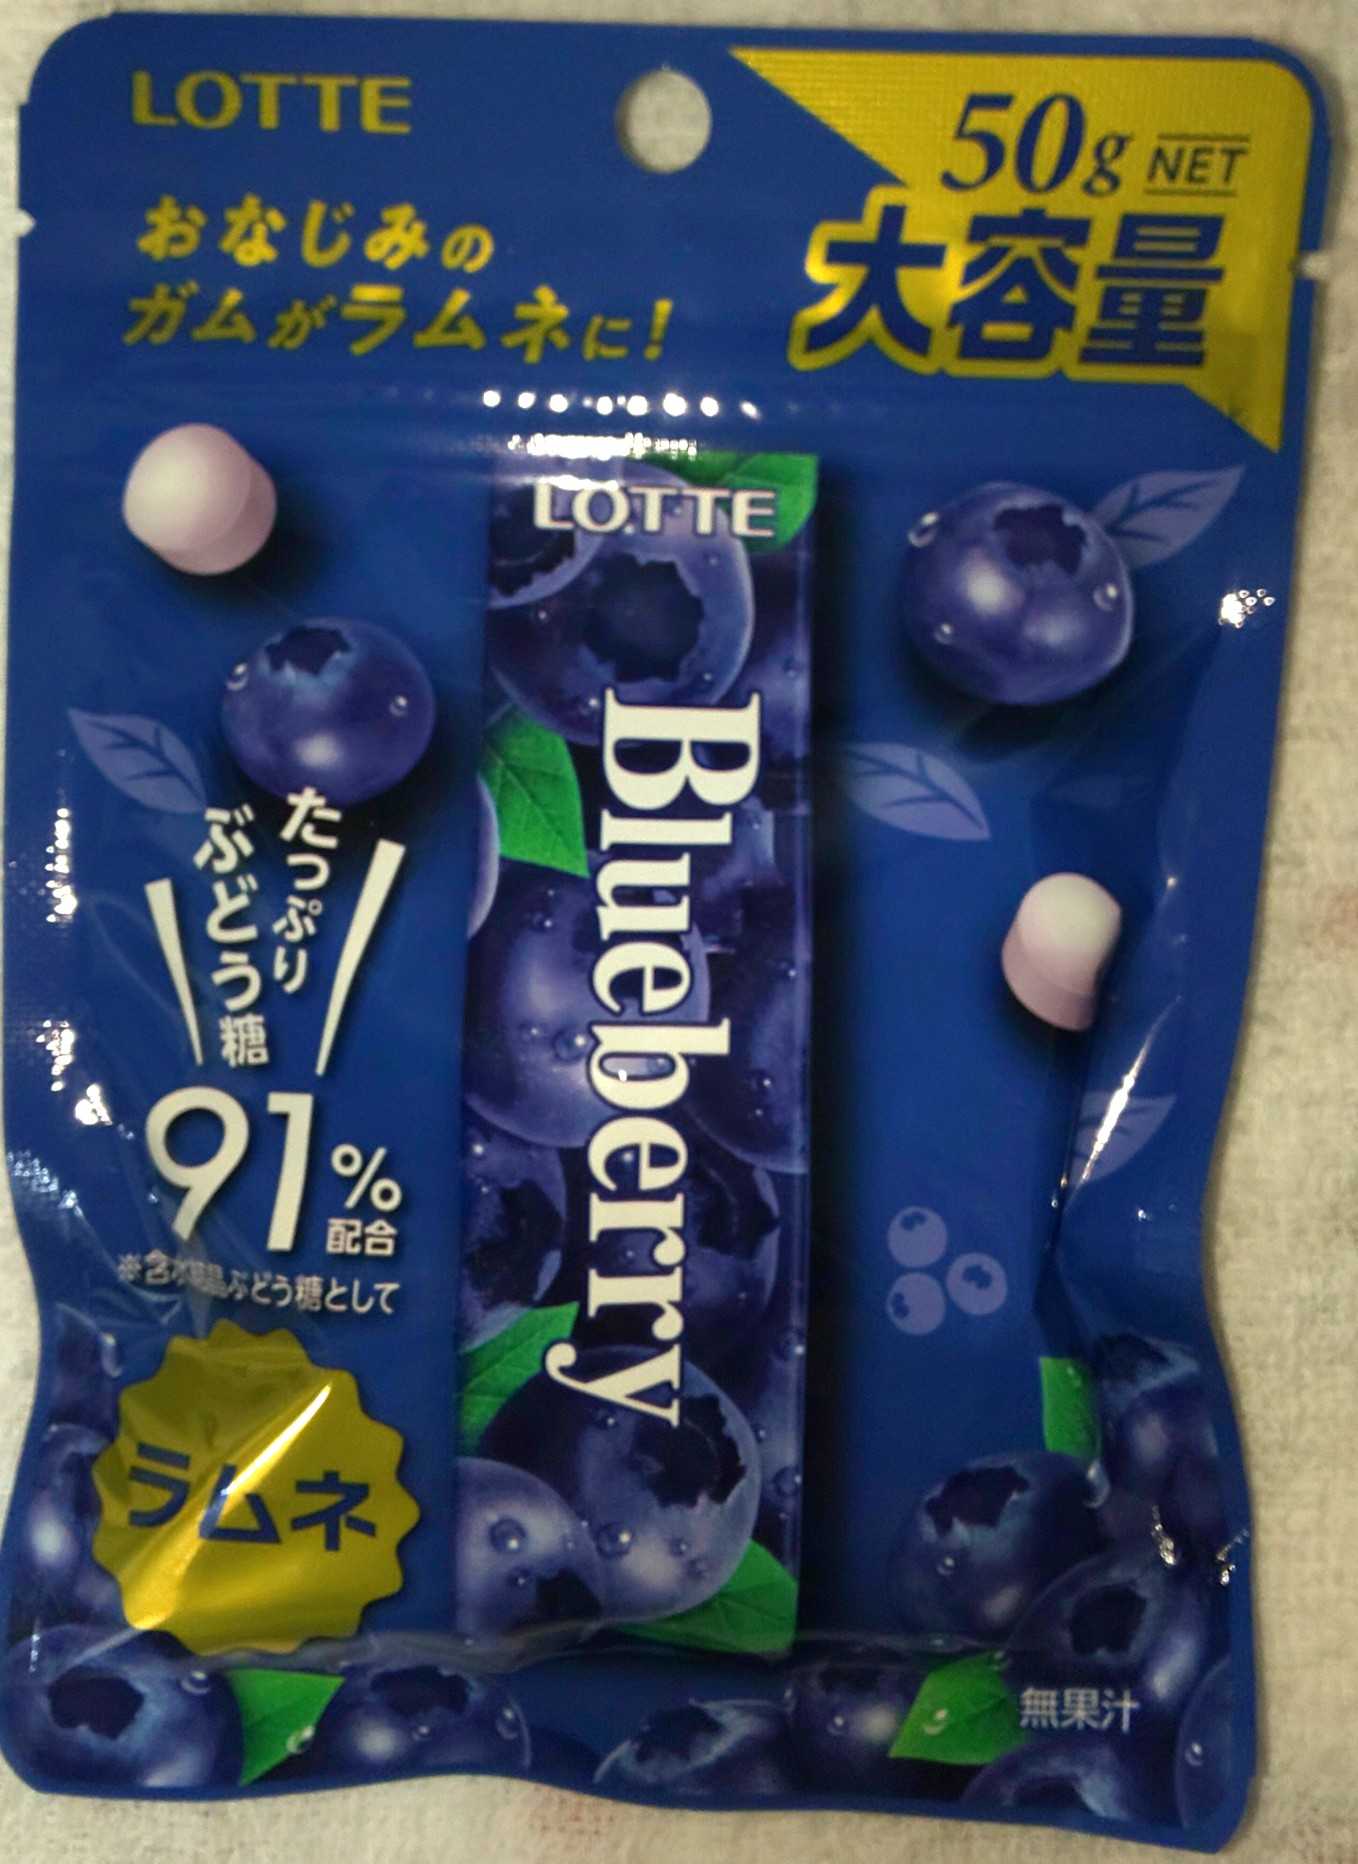 LOTTE
50g NET
大容量
おなじみの
ガムがラムネに!
LOTTE
Blueberry
たっぷり
ぶどう糖
91%
配合
※含水結晶ぶどう糖として
ラムネ
無果汁